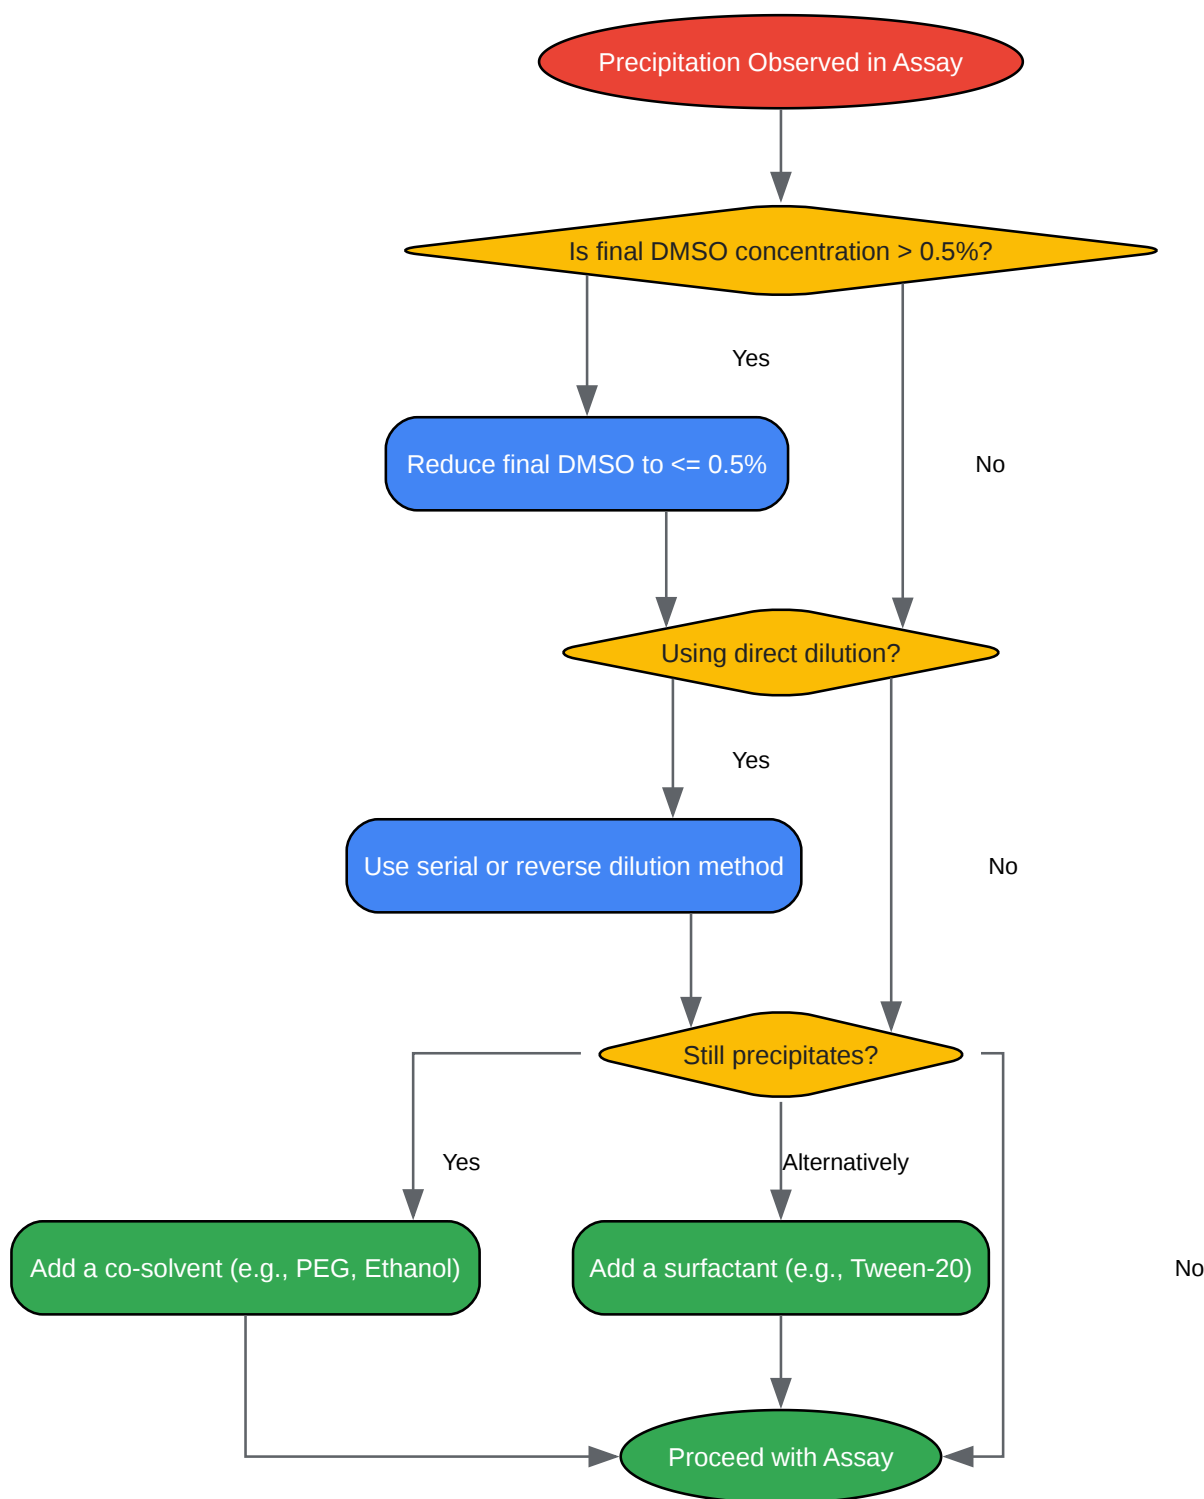 Precipitation Observed in Assay
Is final DMSO concentration > 0.5%?
Yes
Reduce final DMSO to <= 0.5%
No
Using direct dilution?
Yes
Use serial or reverse dilution method
No
Still precipitates?
Yes
Alternatively
Add a co-solvent (e.g., PEG, Ethanol)
Add a surfactant (e.g., Tween-20)
No
Proceed with Assay